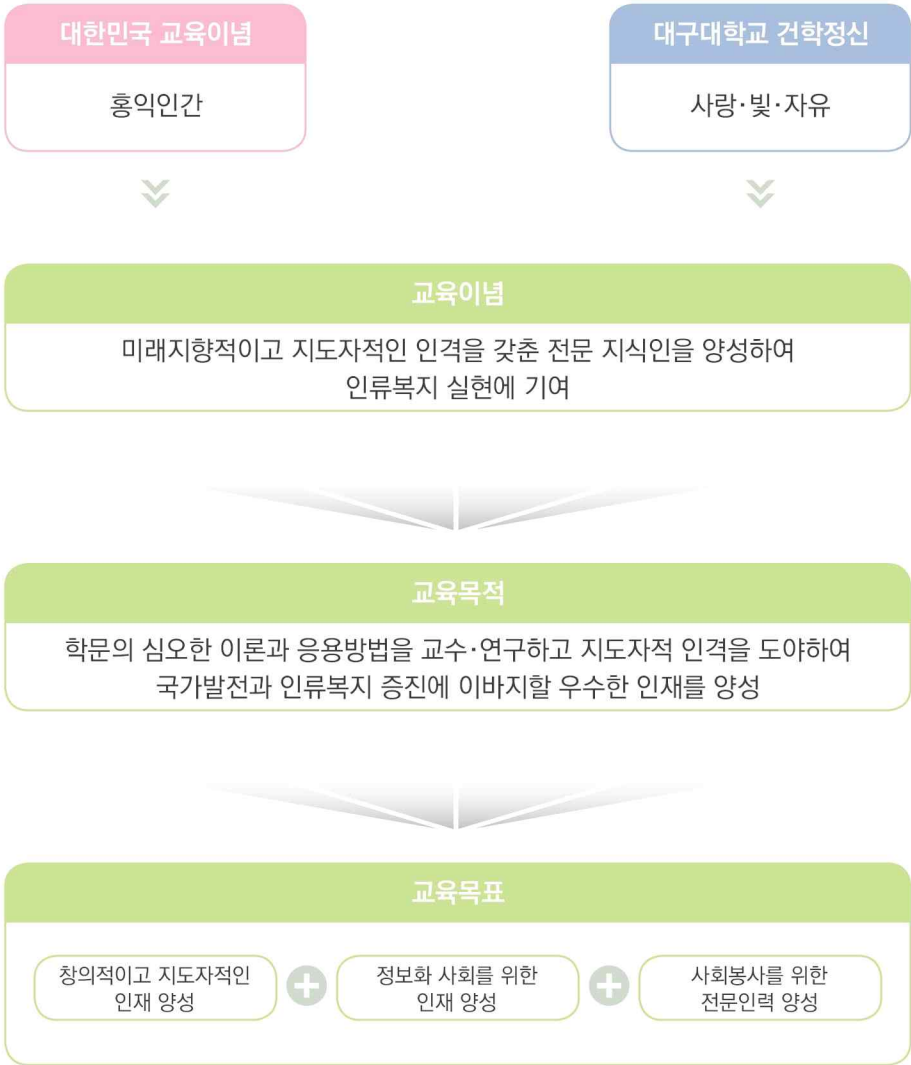 대한민국 교육이념
홍익인간
대구대학교 건학정신
사랑·빛·자유
교육이념
미래지향적이고 지도자적인 인격을 갖춘 전문 지식인을 양성하여
인류복지 실현에 기여
교육목적
학문의 심오한 이론과 응용방법을 교수·연구하고 지도자적 인격을 도야하여
국가발전과 인류복지 증진에 이바지할 우수한 인재를 양성
교육목표
창의적이고 지도자적인
인재 양성
정보화 사회를 위한
인재 양성
사회봉사를 위한
전문인력 양성